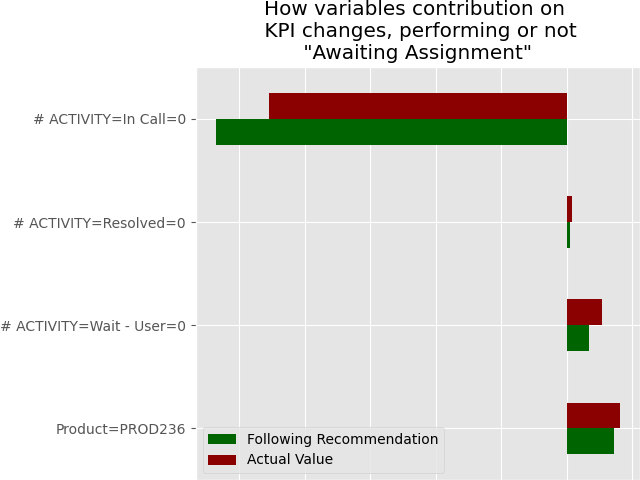 How variables contribution on
KPI changes, performing or not
"Awaiting Assignment"
# ACTIVITY=In Call=0
# ACTIVITY=Resolved=0
# ACTIVITY=Wait - User=0
Product=PROD236
Following Recommendation
Actual Value